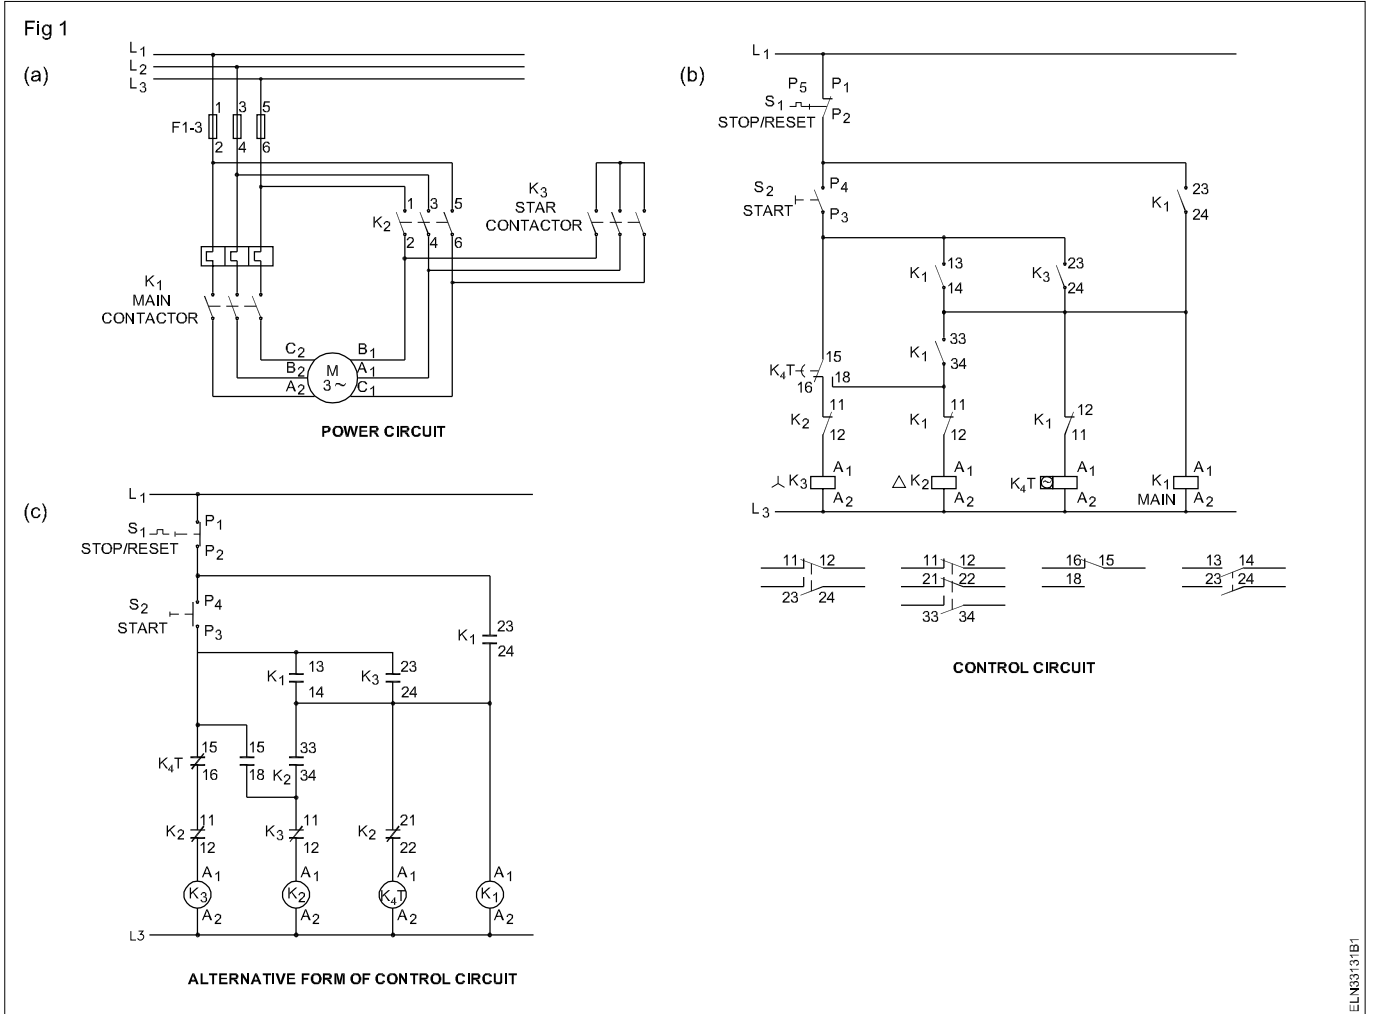 Fig 1
(a)
L1
L2
L3
1 3 5
F1-3
2 4 6
K1
MAIN
CONTACTOR
1 3 5
K2
2 4 6
K3
STAR
CONTACTOR
C2
B2
A2
M
3~
B1
A1
C1
POWER CIRCUIT
(b)
L1
P5 P1
S1
STOP/RESET
P2
S2
START
P4
P3
K1
23
24
K1
13
14
K3
23
24
K1
33
34
K4T
15
16
18
K2
11
12
K1
11
12
K1
12
11
K3
A1
A2
K2
A1
A2
K4T
A1
A2
K1
MAIN
A1
A2
L3
11 12
23 24
11 12
21 22
33 34
16 15
18
13 14
23 24
CONTROL CIRCUIT
(c)
L1
S1
STOP/RESET
P1
P2
S2
START
P4
P3
K1
23
24
K1
13
14
K3
23
24
K4T
15
16
15
18
K2
33
34
K2
11
12
K3
11
12
K2
21
22
A1
K3
A2
A1
K2
A2
A1
K4T
A2
A1
K1
A2
L3
ALTERNATIVE FORM OF CONTROL CIRCUIT
ELN33131B1